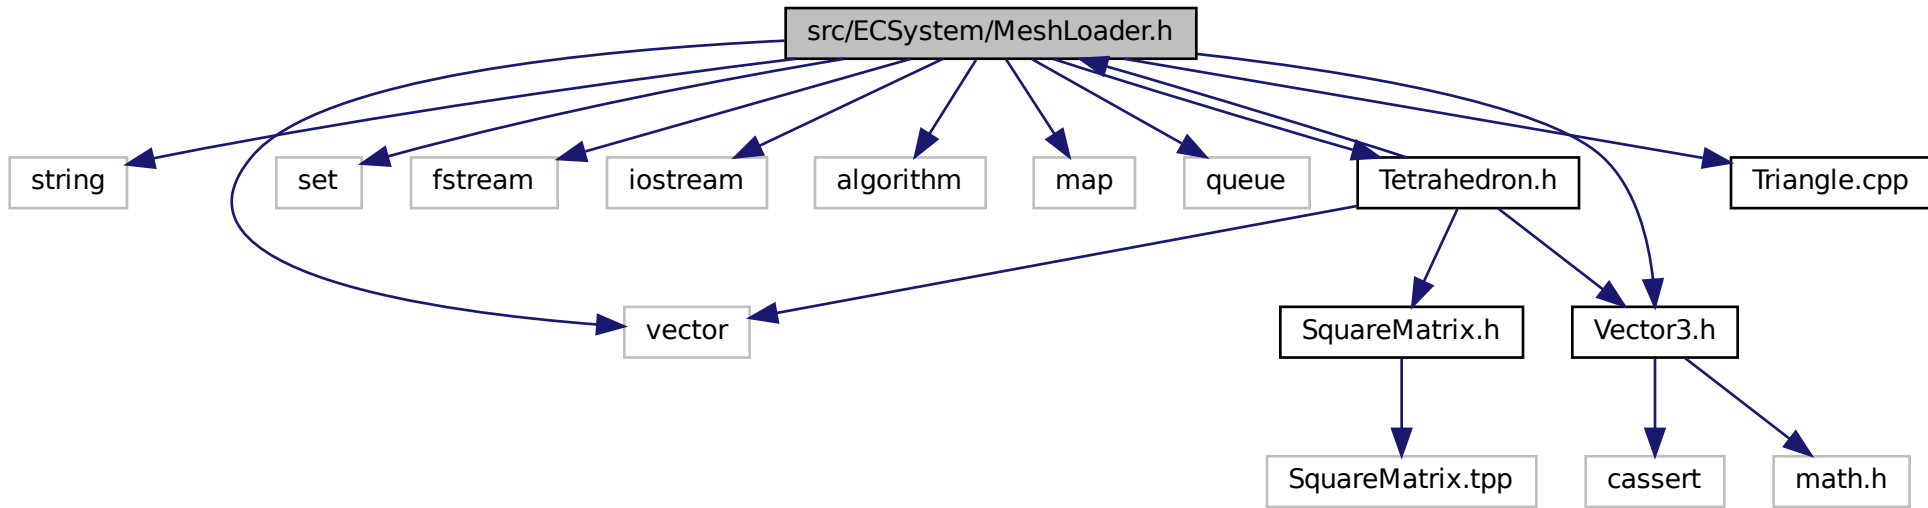 src/ECSystem/MeshLoader.h
string
set
fstream
iostream
algorithm
map
queue
Tetrahedron.h
Triangle.cpp
vector
SquareMatrix.h
Vector3.h
SquareMatrix.tpp
cassert
math.h